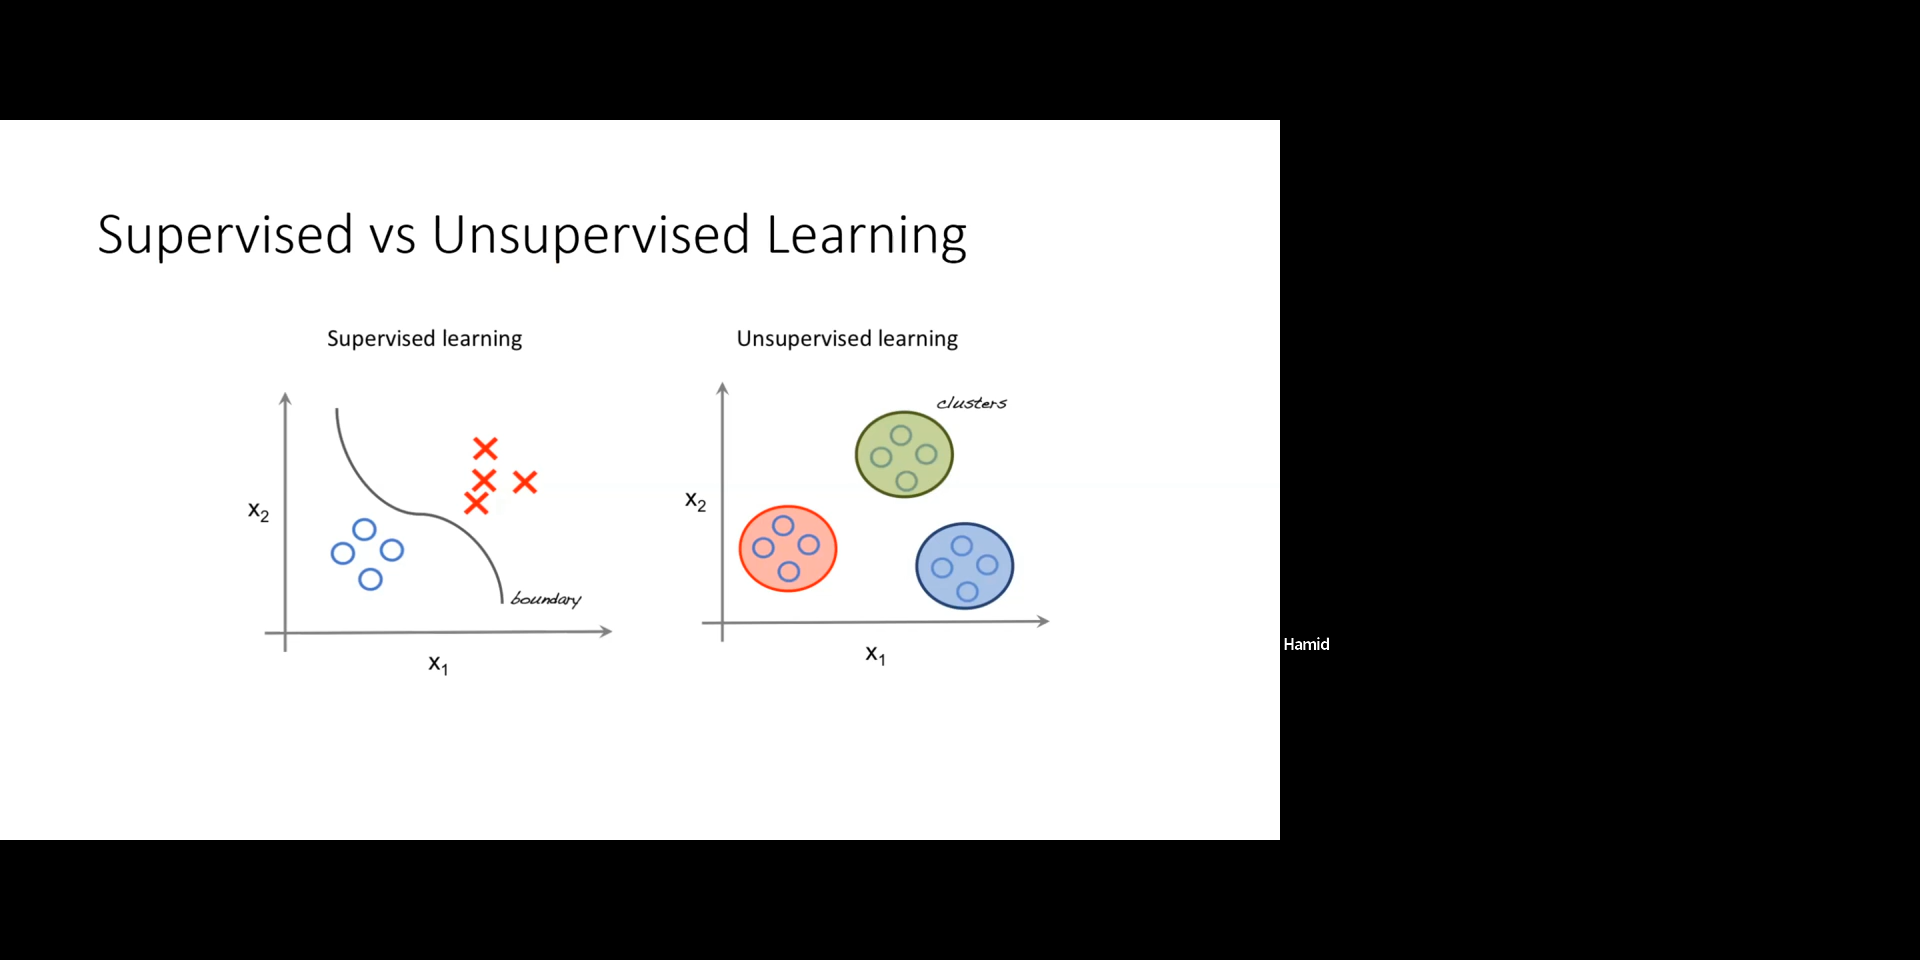 Supervised vs Unsupervised Learning
Supervised learning
x2
boundary
x1
Unsupervised learning
clusters
x2
x1
Hamid